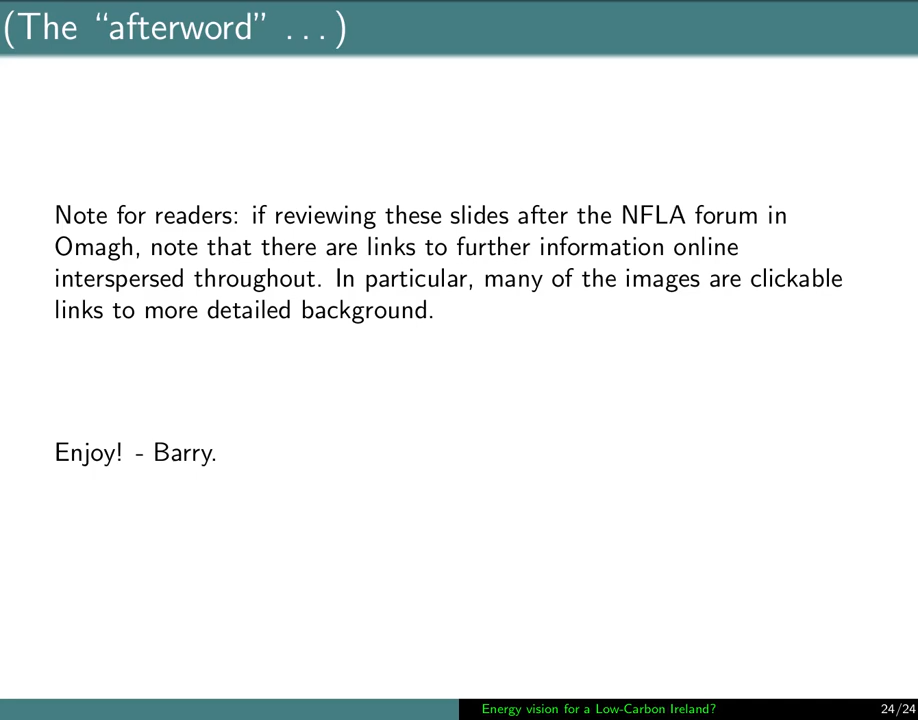 (The “afterword” ...)
Note for readers: if reviewing these slides after the NFLA forum in
Omagh, note that there are links to further information online
interspersed throughout. In particular, many of the images are clickable
links to more detailed background.
Enjoy! - Barry.
Energy vision for a Low-Carbon Ireland?
24/24